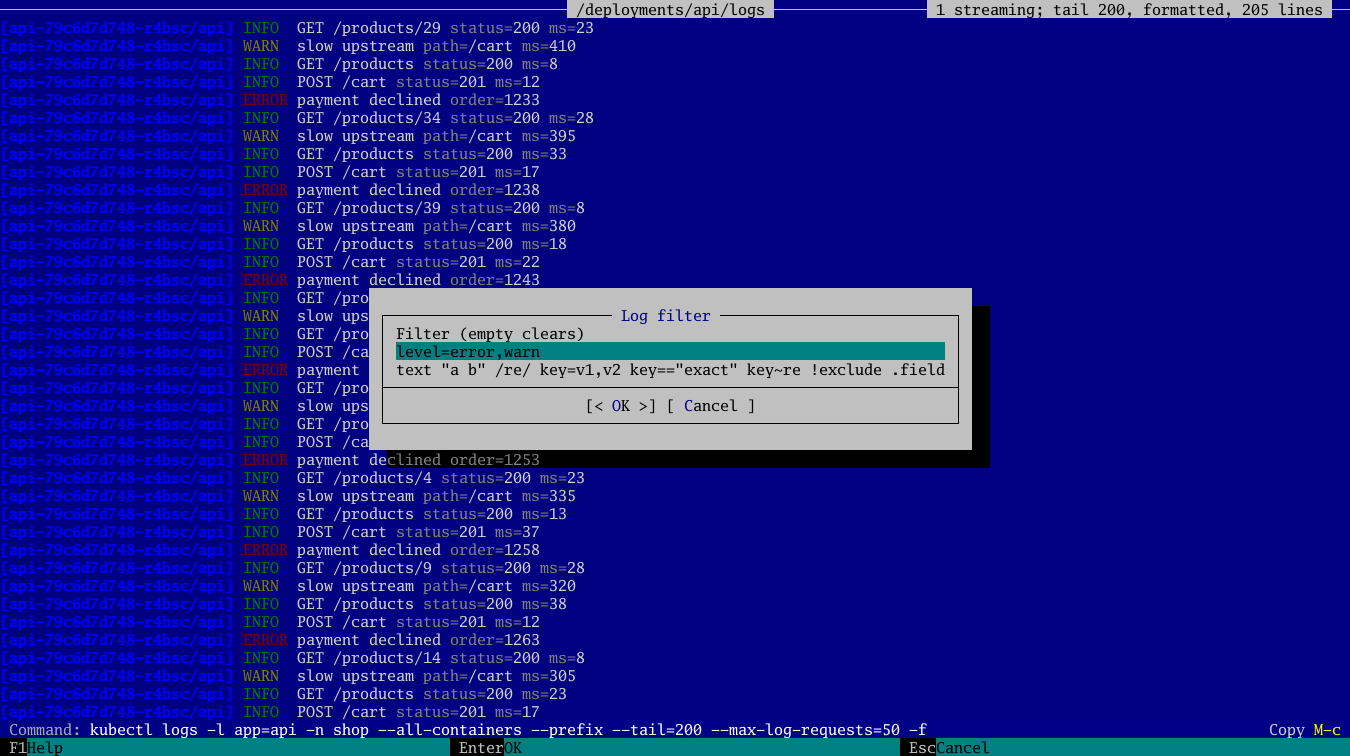 /deployments/api/logs 1 streaming; tail 200, formatted, 205 lines
[api-79c6d7d748-r4bsc/api] INFO GET /products/29 status=200 ms=23
[api-79c6d7d748-r4bsc/api] WARN slow upstream path=/cart ms=410
[api-79c6d7d748-r4bsc/api] INFO GET /products status=200 ms=8
[api-79c6d7d748-r4bsc/api] INFO POST /cart status=201 ms=12
[api-79c6d7d748-r4bsc/api] ERROR payment declined order=1233
[api-79c6d7d748-r4bsc/api] INFO GET /products/34 status=200 ms=28
[api-79c6d7d748-r4bsc/api] WARN slow upstream path=/cart ms=395
[api-79c6d7d748-r4bsc/api] INFO GET /products status=200 ms=33
[api-79c6d7d748-r4bsc/api] INFO POST /cart status=201 ms=17
[api-79c6d7d748-r4bsc/api] ERROR payment declined order=1238
[api-79c6d7d748-r4bsc/api] INFO GET /products/39 status=200 ms=8
[api-79c6d7d748-r4bsc/api] WARN slow upstream path=/cart ms=380
[api-79c6d7d748-r4bsc/api] INFO GET /products status=200 ms=18
[api-79c6d7d748-r4bsc/api] INFO POST /cart status=201 ms=22
[api-79c6d7d748-r4bsc/api] ERROR payment declined order=1243
[api-79c6d7d748-r4bsc/api] INFO GET /pro
[api-79c6d7d748-r4bsc/api] WARN slow ups Log filter
[api-79c6d7d748-r4bsc/api] INFO GET /pro Filter (empty clears)
[api-79c6d7d748-r4bsc/api] INFO POST /ca level=error,warn
[api-79c6d7d748-r4bsc/api] ERROR payment text "a b" /re/ key=v1,v2 key=="exact" key~re !exclude .field
[api-79c6d7d748-r4bsc/api] INFO GET /pro
[api-79c6d7d748-r4bsc/api] WARN slow ups [< OK >] [ Cancel ]
[api-79c6d7d748-r4bsc/api] INFO GET /pro
[api-79c6d7d748-r4bsc/api] INFO POST /ca
[api-79c6d7d748-r4bsc/api] ERROR payment declined order=1253
[api-79c6d7d748-r4bsc/api] INFO GET /products/4 status=200 ms=23
[api-79c6d7d748-r4bsc/api] WARN slow upstream path=/cart ms=335
[api-79c6d7d748-r4bsc/api] INFO GET /products status=200 ms=13
[api-79c6d7d748-r4bsc/api] INFO POST /cart status=201 ms=37
[api-79c6d7d748-r4bsc/api] ERROR payment declined order=1258
[api-79c6d7d748-r4bsc/api] INFO GET /products/9 status=200 ms=28
[api-79c6d7d748-r4bsc/api] WARN slow upstream path=/cart ms=320
[api-79c6d7d748-r4bsc/api] INFO GET /products status=200 ms=38
[api-79c6d7d748-r4bsc/api] INFO POST /cart status=201 ms=12
[api-79c6d7d748-r4bsc/api] ERROR payment declined order=1263
[api-79c6d7d748-r4bsc/api] INFO GET /products/14 status=200 ms=8
[api-79c6d7d748-r4bsc/api] WARN slow upstream path=/cart ms=305
[api-79c6d7d748-r4bsc/api] INFO GET /products status=200 ms=23
[api-79c6d7d748-r4bsc/api] INFO POST /cart status=201 ms=17
Command: kubectl logs -l app=api -n shop --all-containers --prefix --tail=200 --max-log-requests=50 -f Copy M-c
F1Help EnterOK EscCancel